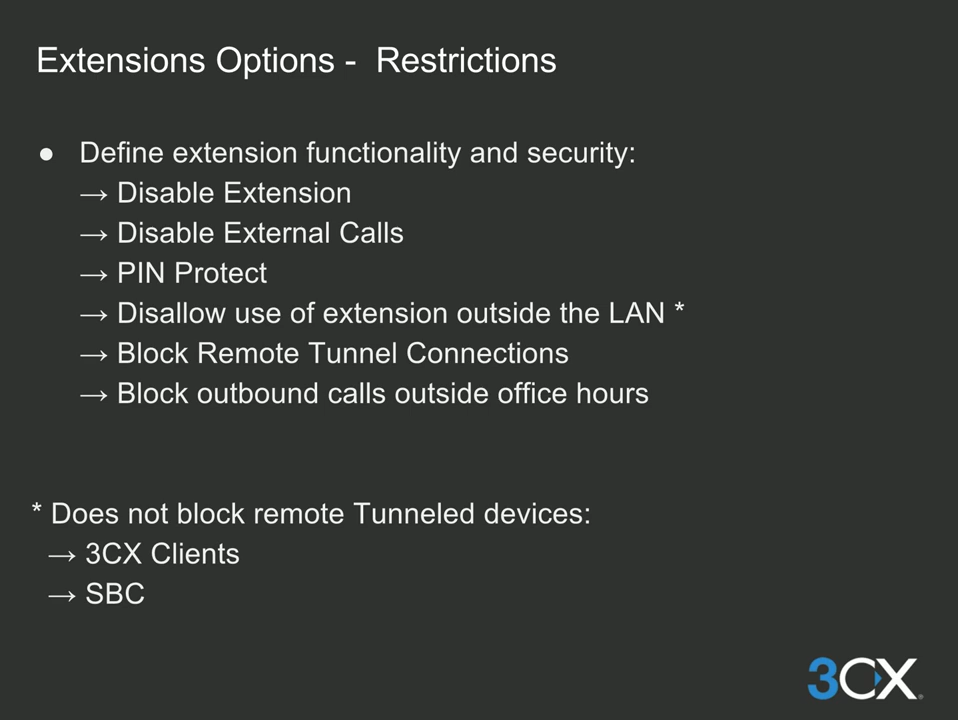 Extensions Options - Restrictions
● Define extension functionality and security:
→ Disable Extension
→ Disable External Calls
→ PIN Protect
→ Disallow use of extension outside the LAN *
→ Block Remote Tunnel Connections
→ Block outbound calls outside office hours
* Does not block remote Tunneled devices:
→ 3CX Clients
→ SBC
3CX®